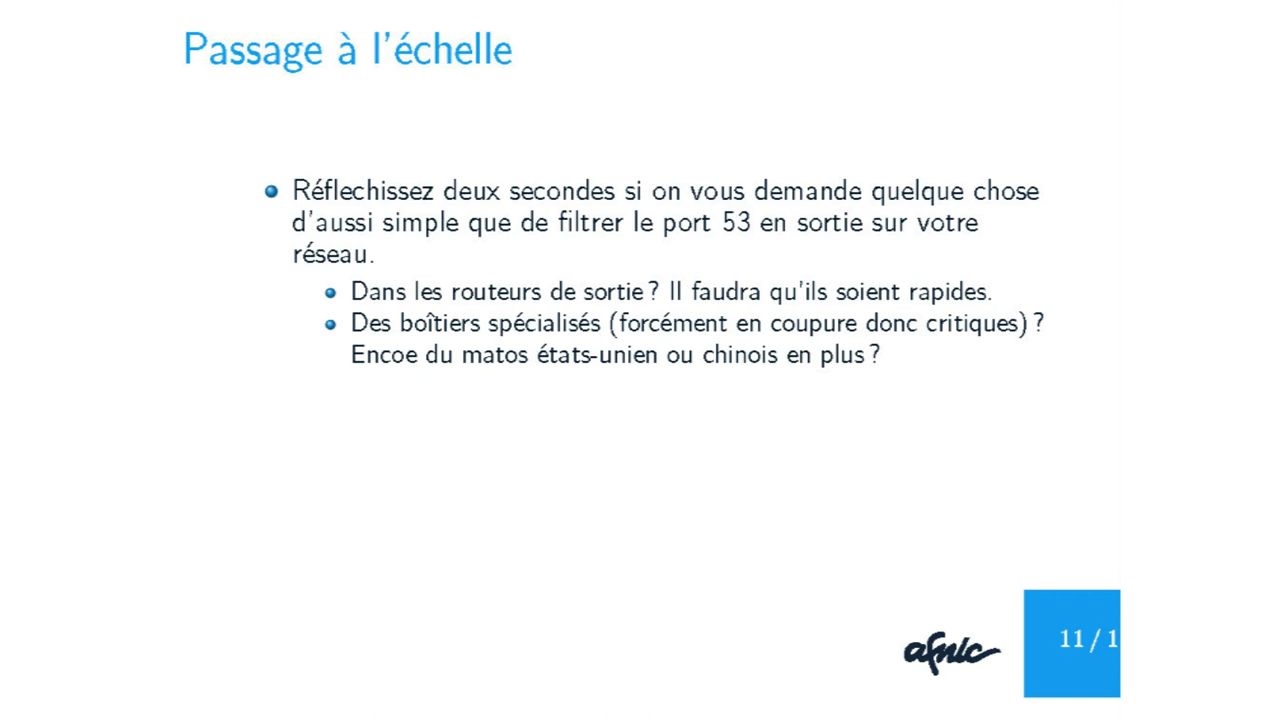 Passage à l'échelle
Réflechissez deux secondes si on vous demande quelque chose
d'aussi simple que de filtrer le port 53 en sortie sur votre
réseau.
Dans les routeurs de sortie ? Il faudra qu'ils soient rapides.
Des boîtiers spécialisés (forcément en coupure donc critiques) ?
Encoe du matos états-unien ou chinois en plus ?
afnic
11 / 1